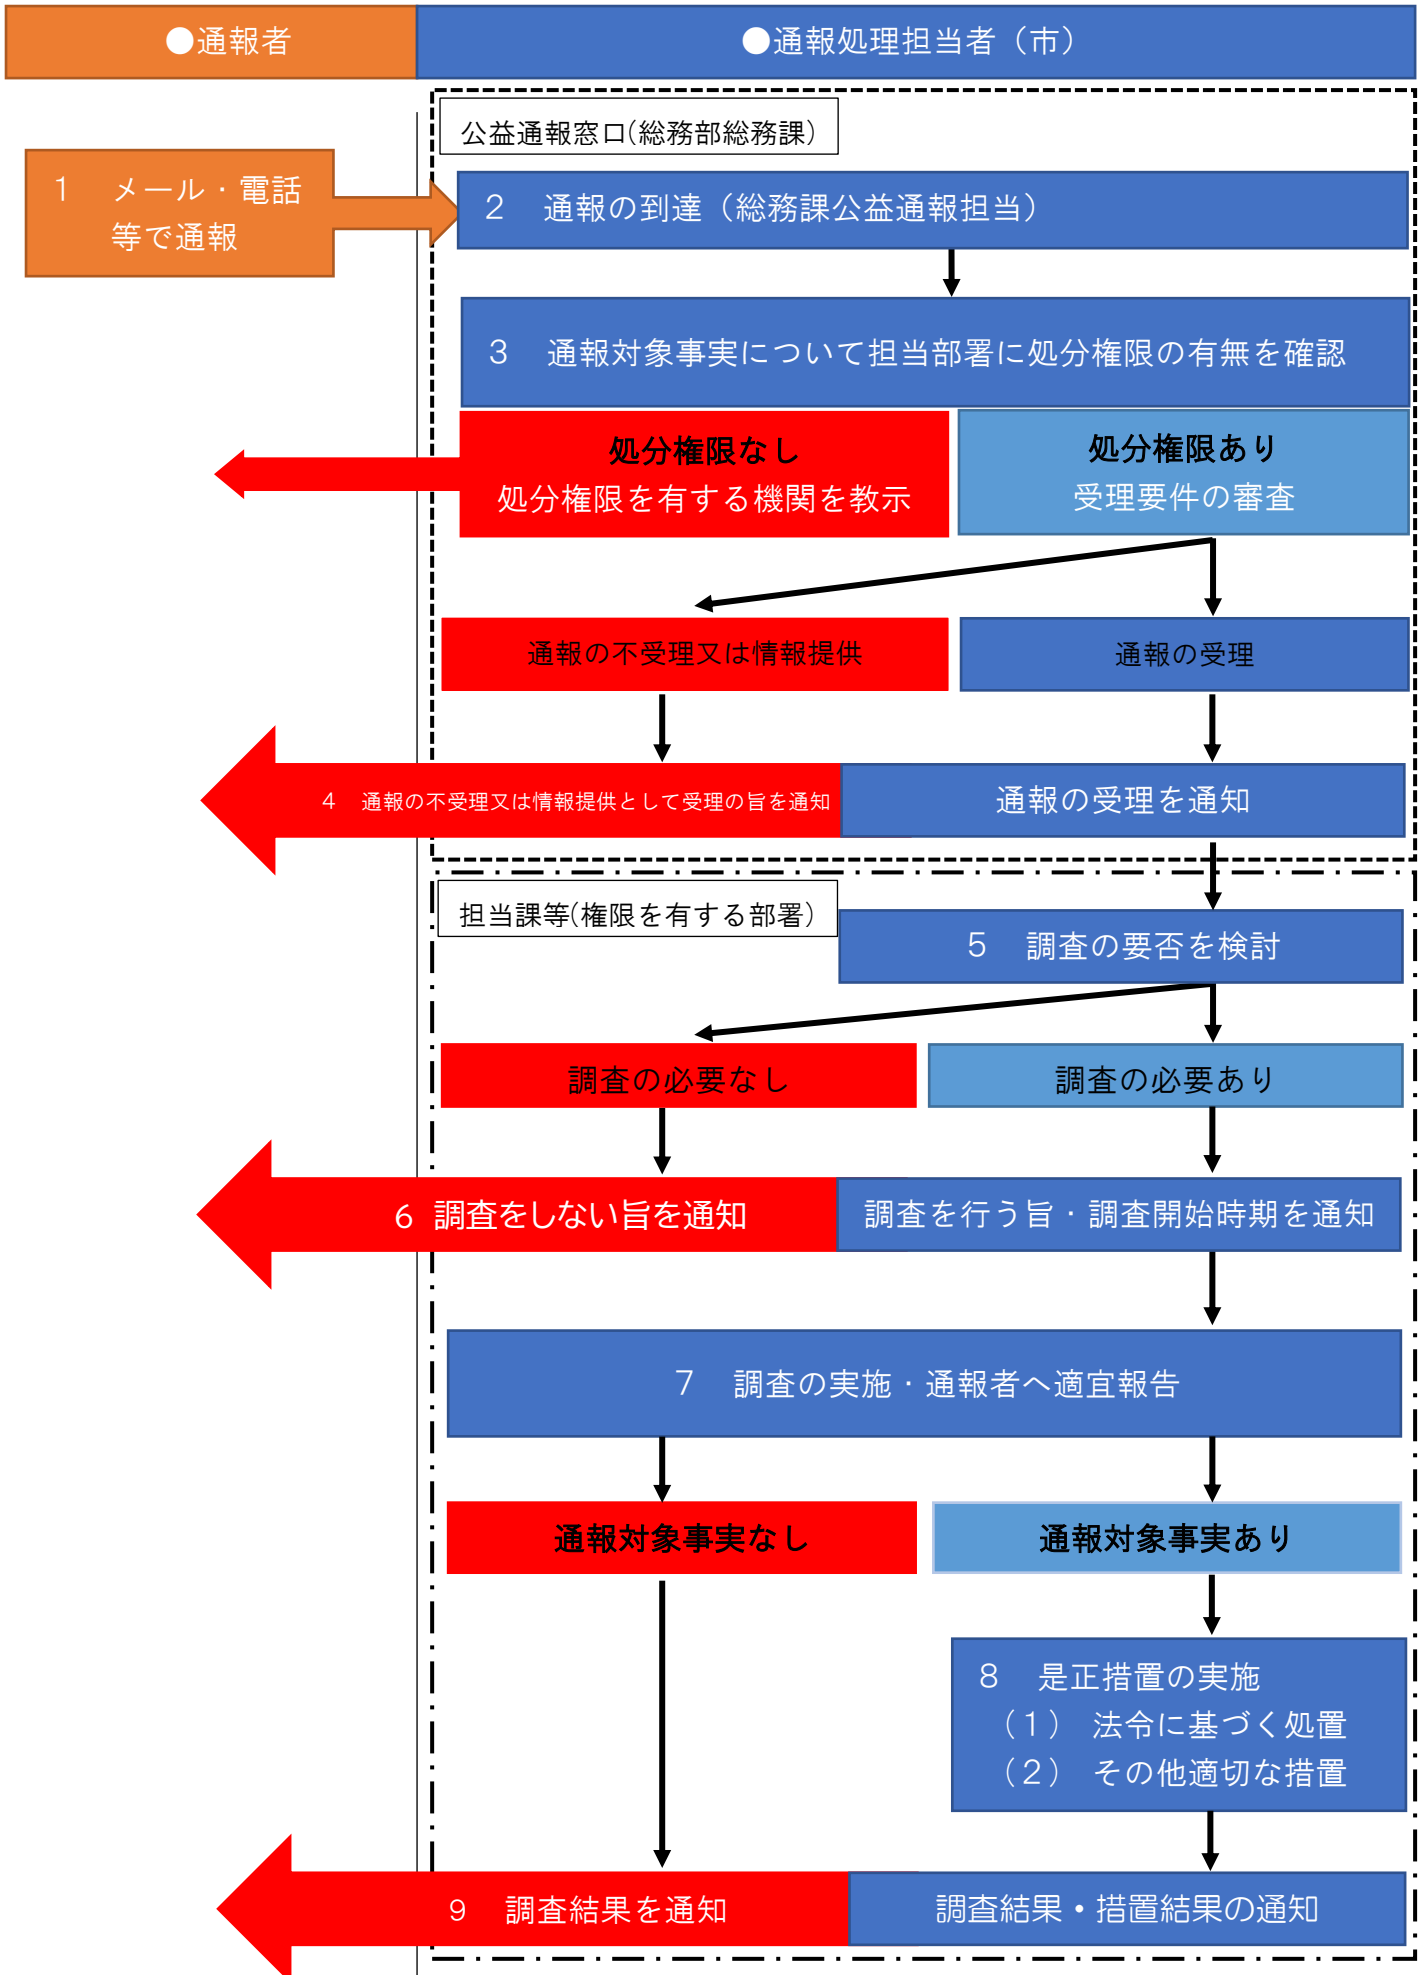 ●通報者
●通報処理担当者（市）
公益通報窓口(総務部総務課)
1　メール・電話
等で通報
2　通報の到達（総務課公益通報担当）
3　通報対象事実について担当部署に処分権限の有無を確認
処分権限なし
処分権限を有する機関を教示
処分権限あり
受理要件の審査
通報の不受理又は情報提供
通報の受理
4　通報の不受理又は情報提供として受理の旨を通知
通報の受理を通知
担当課等(権限を有する部署)
5　調査の要否を検討
調査の必要なし
調査の必要あり
6 調査をしない旨を通知
調査を行う旨・調査開始時期を通知
7　調査の実施・通報者へ適宜報告
通報対象事実なし
通報対象事実あり
8　是正措置の実施
（1） 法令に基づく処置
（2） その他適切な措置
9　調査結果を通知
調査結果・措置結果の通知